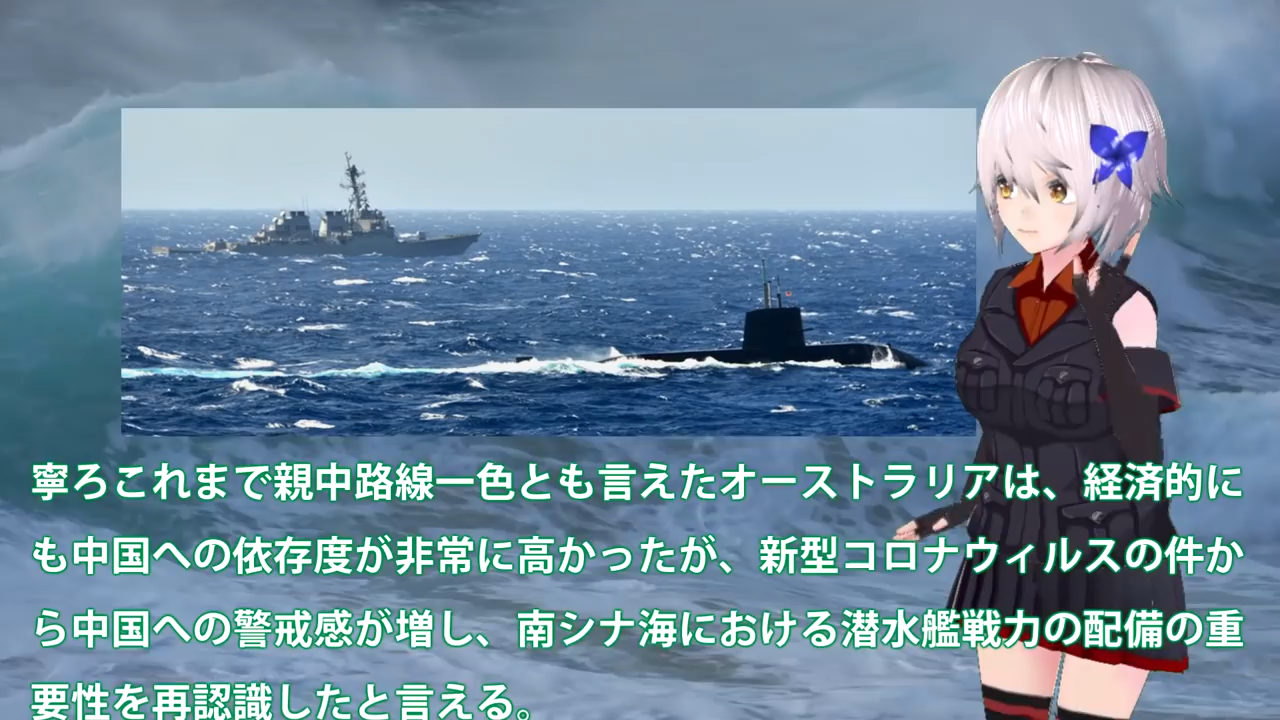 寧ろこれまで親中路線一色とも言えたオーストラリアは、経済的に
も中国への依存度が非常に高かったが、新型コロナウィルスの件か
ら中国への警戒感が増し、南シナ海における潜水艦戦力の配備の重
要性を再認識したと言える。